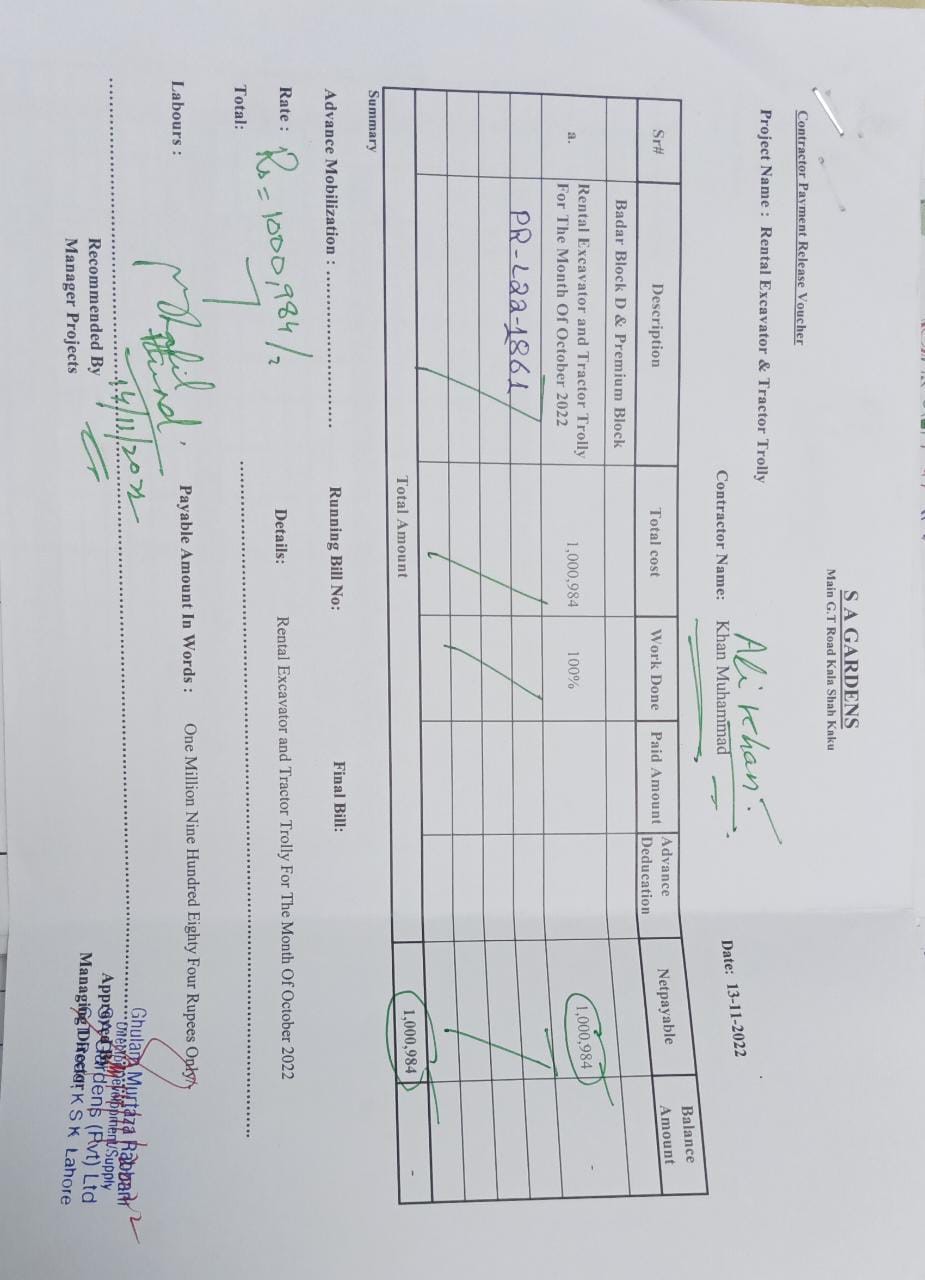 S A GARDENS
Main G.T Road Kala Shah Kaku
Contractor Payment Release Voucher
Project Name : Rental Excavator & Tractor Trolly
Ali Khan.
Contractor Name: Khan Muhammad
Date: 13-11-2022
Sr# Description Total cost Work Done Paid Amount Advance Deducation Netpayable Balance Amount
Badar Block D & Premium Block
a. Rental Excavator and Tractor Trolly For The Month Of October 2022 1,000,984 100% 1,000,984 -
PR-L22-1861
Total Amount 1,000,984 -
Summary
Advance Mobilization : .................... Running Bill No: Final Bill:
Rate : Rs = 1000,984/= Details: Rental Excavator and Tractor Trolly For The Month Of October 2022
Total:
Labours : Payable Amount In Words : One Million Nine Hundred Eighty Four Rupees Only
14/11/2022
Recommended By
Manager Projects
Approved By
Managing Director
Ghulam Murtaza Rabbani
Director Development/Supply
Gardens (Pvt) Ltd
K S K Lahore